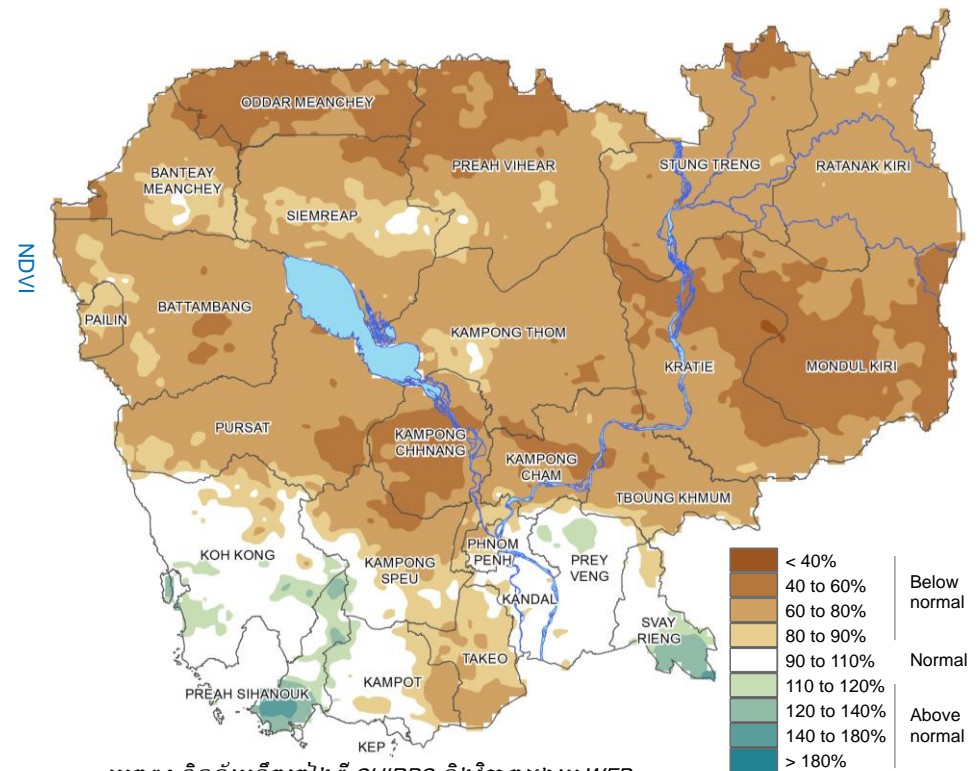 ODDAR MEANCHEY
PREAH VIHEAR
STUNG TRENG
RATANAK KIRI
BANTEAY
MEANCHEY
SIEMREAP
NDVI
BATTAMBANG
PAILIN
KAMPONG THOM
KRATIE
MONDUL KIRI
PURSAT
KAMPONG
CHHNANG
KAMPONG
CHAM
TBOUNG KHMUM
KOH KONG
KAMPONG
SPEU
PHNOM
PENH
PREY
VENG
KANDAL
SVAY
RIENG
TAKEO
PREAH SIHANOUK
KAMPOT
KEP
< 40%
40 to 60%
60 to 80%
80 to 90%
Below
normal
90 to 110%
Normal
110 to 120%
120 to 140%
140 to 180%
> 180%
Above
normal
CHIRPS
WFP